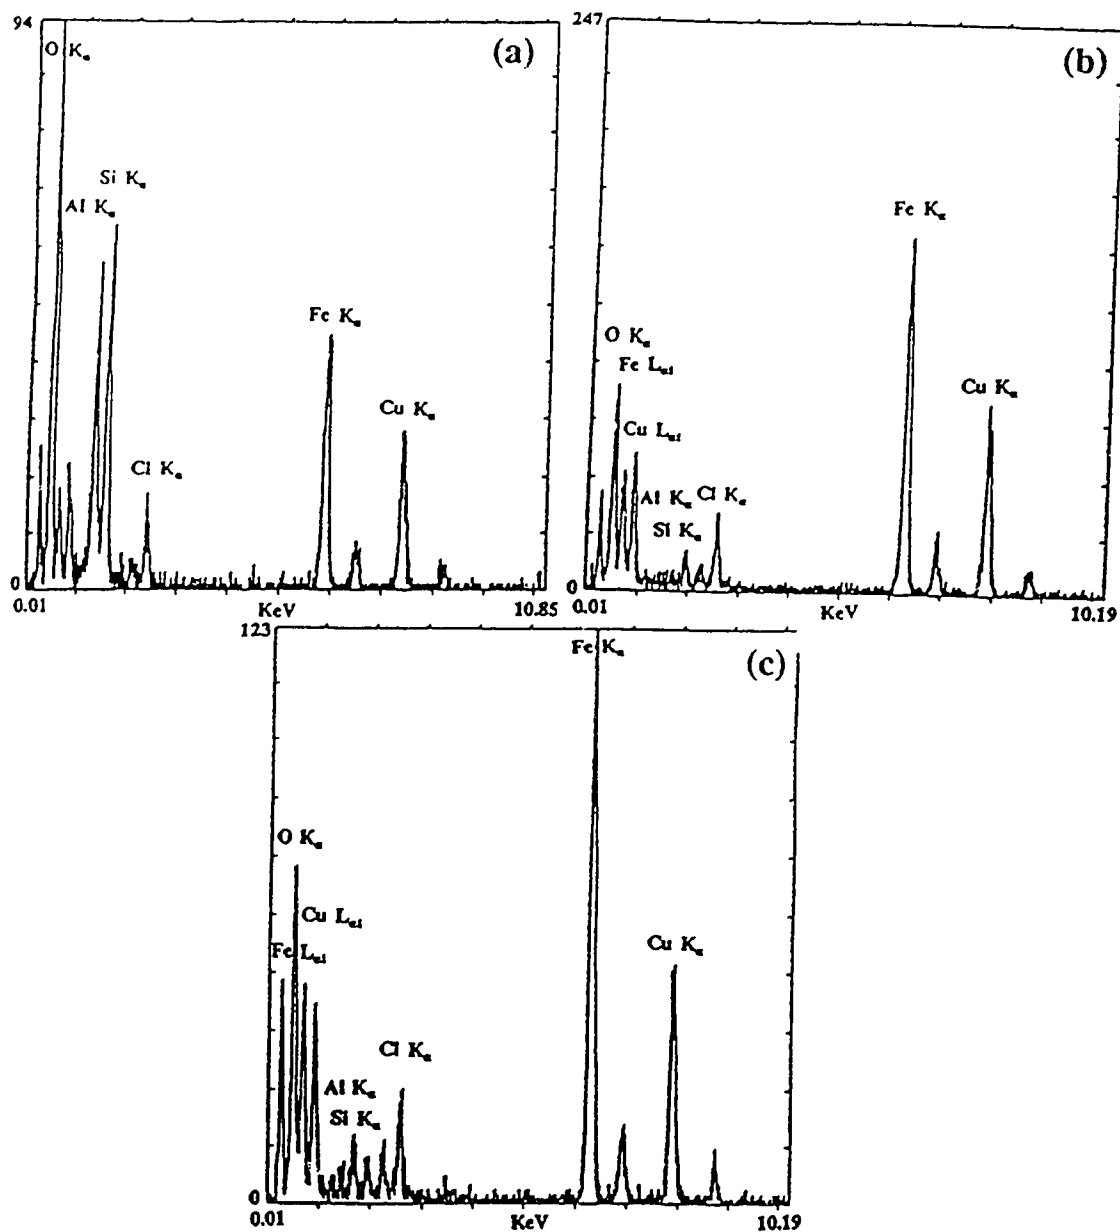 94
(a)
O Kα
Si Kα
Al Kα
Fe Kα
Cu Kα
Cl Kα
0
0.01
KeV
10.85
247
(b)
Fe Kα
O Kα
Fe Lα1
Cu Kα
Cu Lα1
Al Kα
Cl Kα
Si Kα
0
0.01
KeV
10.19
123
Fe Kα
(c)
O Kα
Cu Lα1
Fe Lα1
Cu Kα
Cl Kα
Al Kα
Si Kα
0
0.01
KeV
10.19